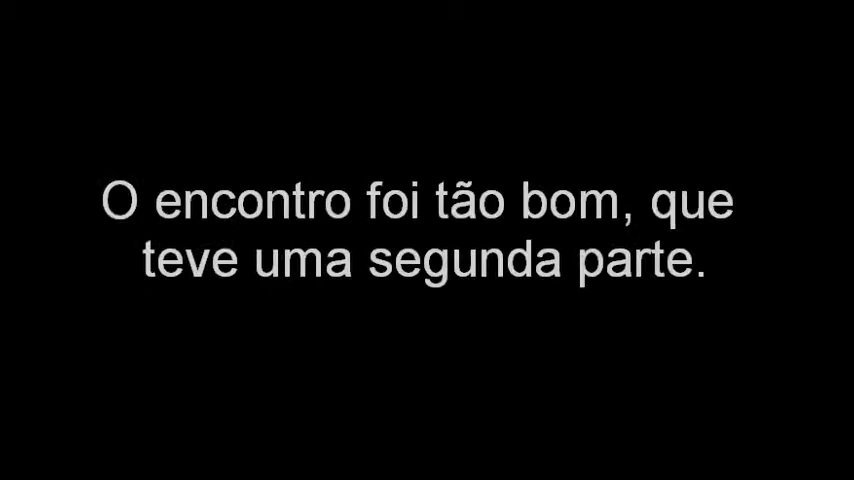 O encontro foi tão bom, que
teve uma segunda parte.